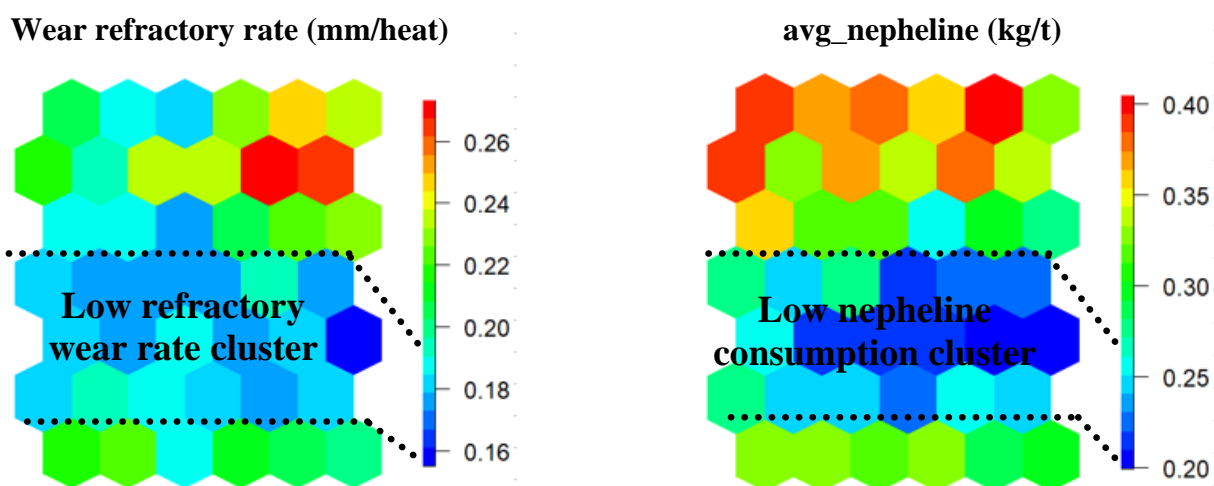 Wear refractory rate (mm/heat)
0.26
0.24
0.22
0.20
0.18
0.16
Low refractory
wear rate cluster
avg_nepheline (kg/t)
0.40
0.35
0.30
0.25
0.20
Low nepheline
consumption cluster